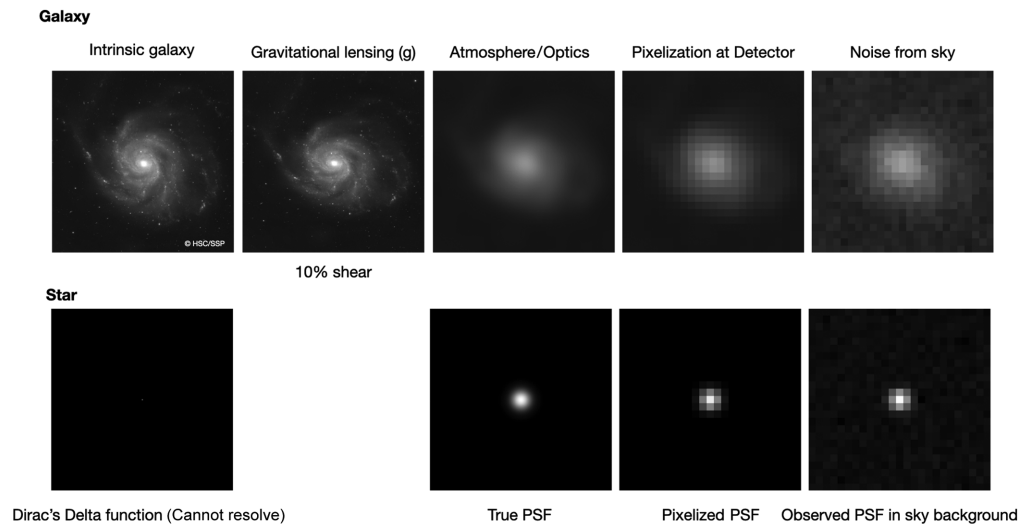 Galaxy
Intrinsic galaxy
Gravitational lensing (g)
Atmosphere/Optics
Pixelization at Detector
Noise from sky
© HSC/SSP
10% shear
Star
Dirac's Delta function (Cannot resolve)
True PSF
Pixelized PSF
Observed PSF in sky background